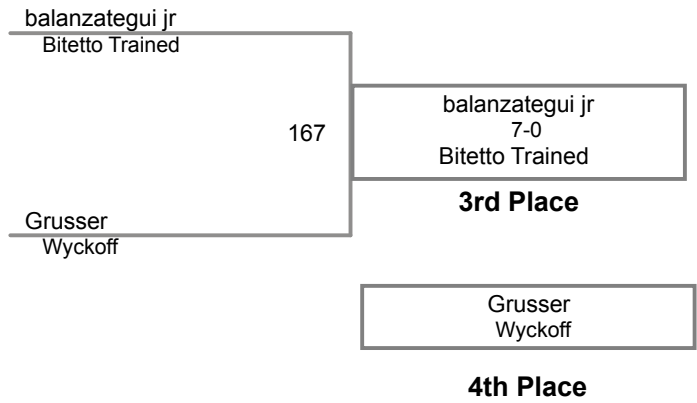 balanzategui jr
Bitetto Trained
167
balanzategui jr
7-0
Bitetto Trained
3rd Place
Grusser
Wyckoff
Grusser
Wyckoff
4th Place